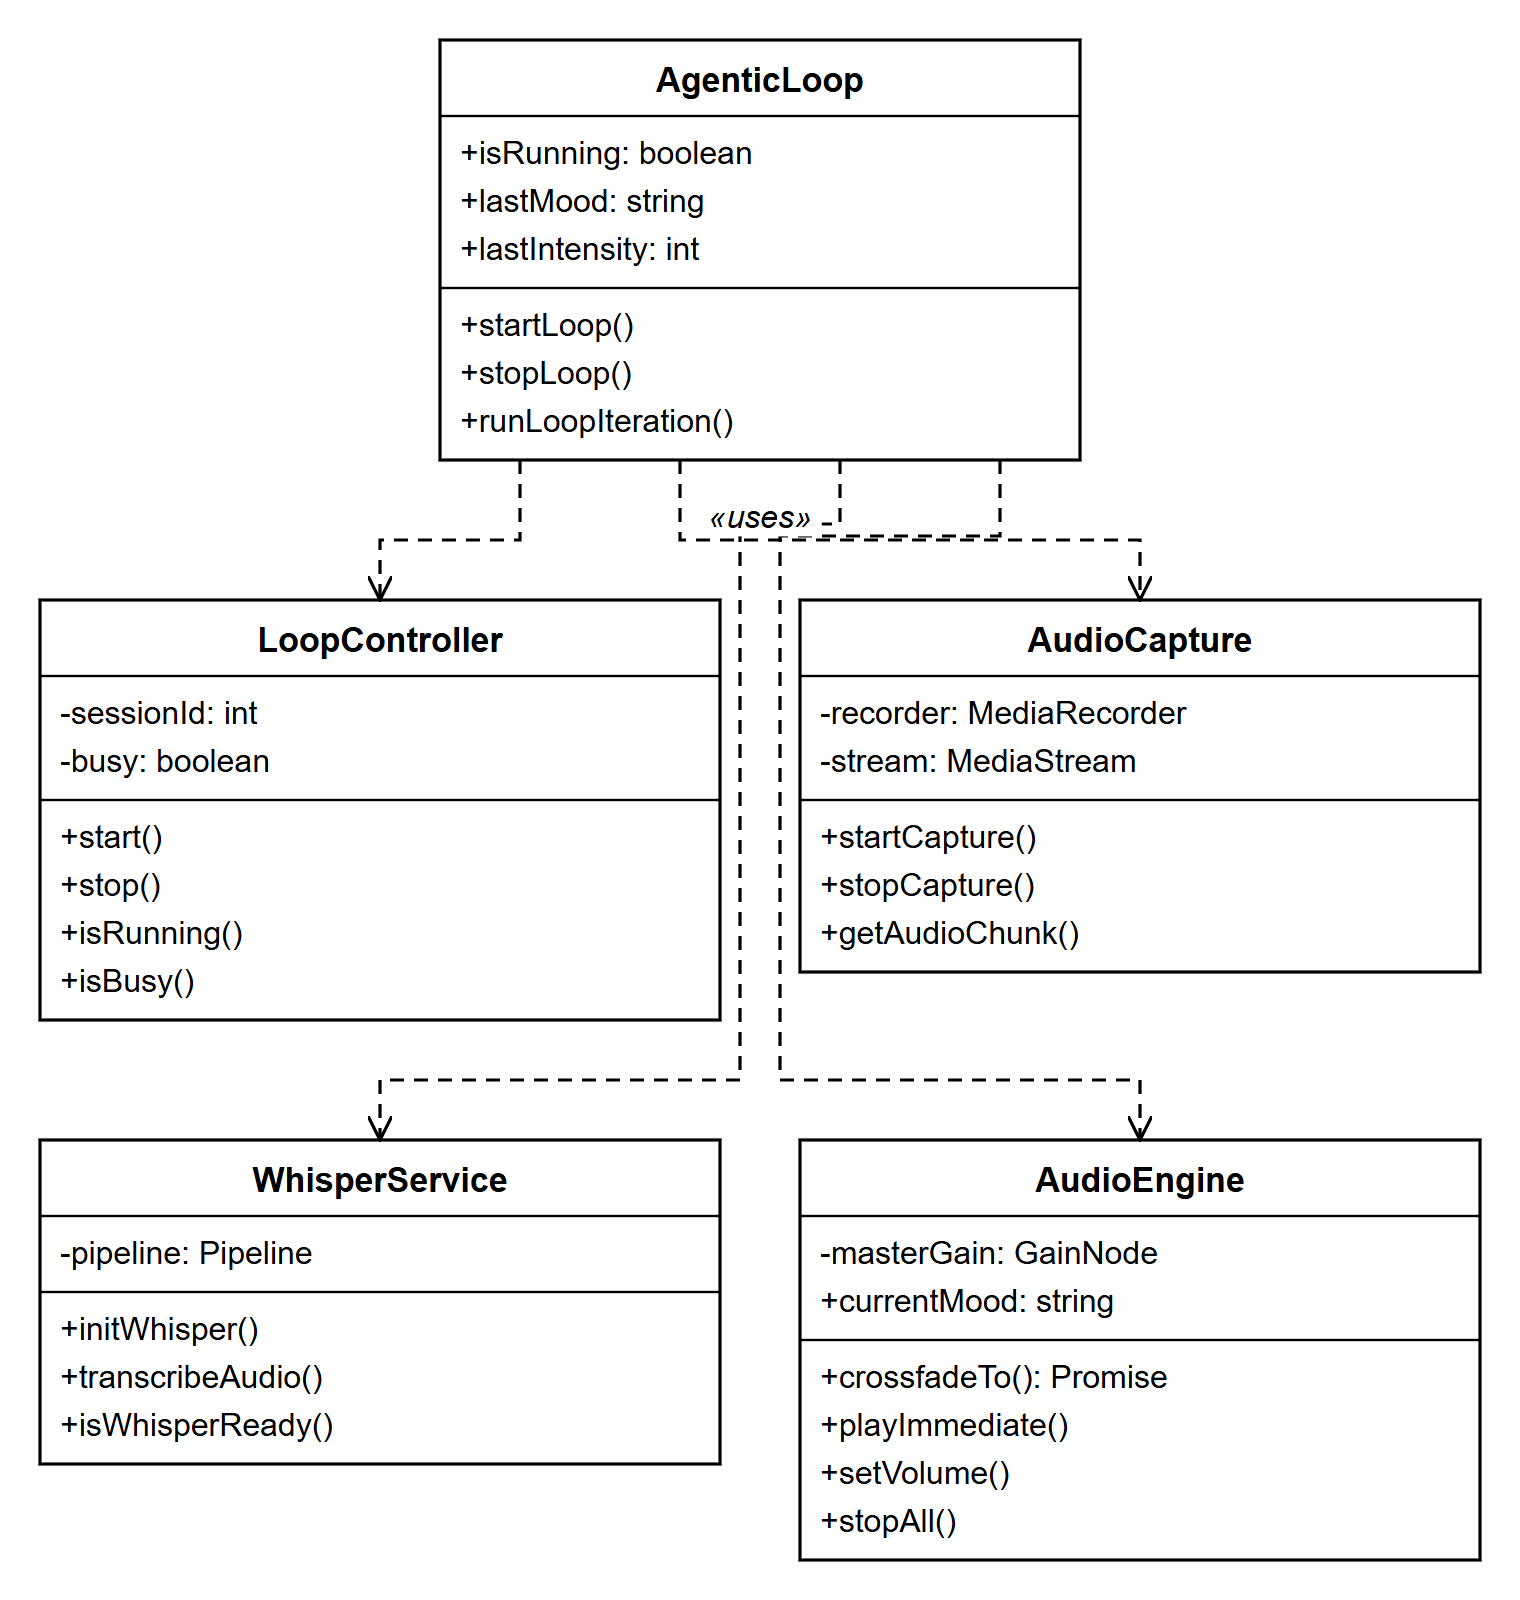 AgenticLoop
+isRunning: boolean
+lastMood: string
+lastIntensity: int
+startLoop()
+stopLoop()
+runLoopIteration()
«uses»
LoopController
-sessionId: int
-busy: boolean
+start()
+stop()
+isRunning()
+isBusy()
AudioCapture
-recorder: MediaRecorder
-stream: MediaStream
+startCapture()
+stopCapture()
+getAudioChunk()
WhisperService
-pipeline: Pipeline
+initWhisper()
+transcribeAudio()
+isWhisperReady()
AudioEngine
-masterGain: GainNode
+currentMood: string
+crossfadeTo(): Promise
+playImmediate()
+setVolume()
+stopAll()